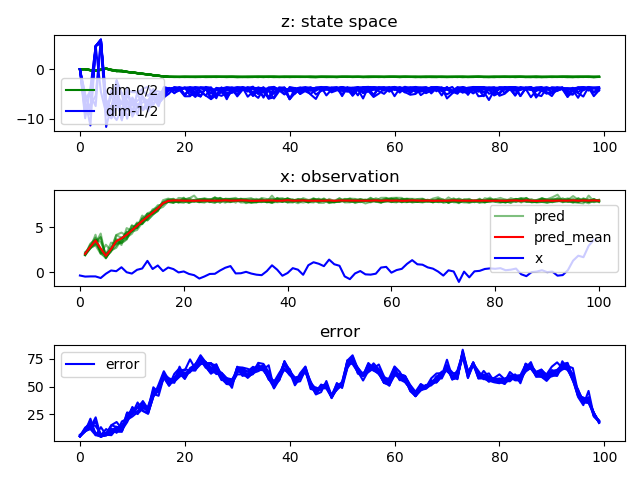 z: state space
0
−10
dim-0/2
dim-1/2
0 20 40 60 80 100
x: observation
5
0
pred
pred_mean
x
0 20 40 60 80 100
error
75
50
25
error
0 20 40 60 80 100